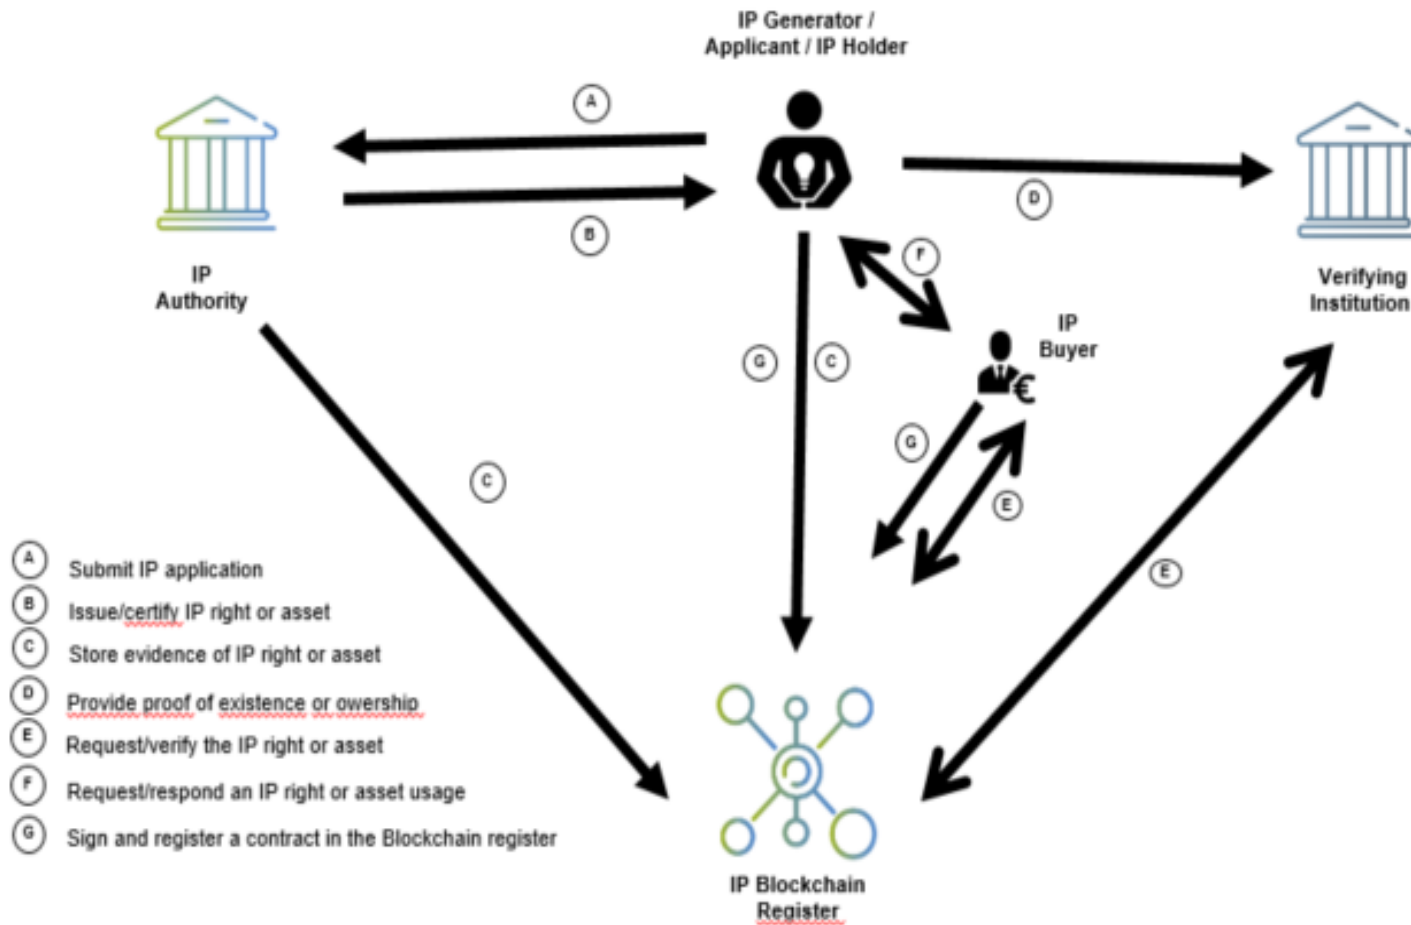 IP Generator /
Applicant / IP Holder
A
B
D
IP
Authority
F
Verifying
Institution
IP
Buyer
€
G
C
G
C
E
E
A Submit IP application
B Issue/certify IP right or asset
C Store evidence of IP right or asset
D Provide proof of existence or owership
E Request/verify the IP right or asset
F Request/respond an IP right or asset usage
G Sign and register a contract in the Blockchain register
IP Blockchain
Register